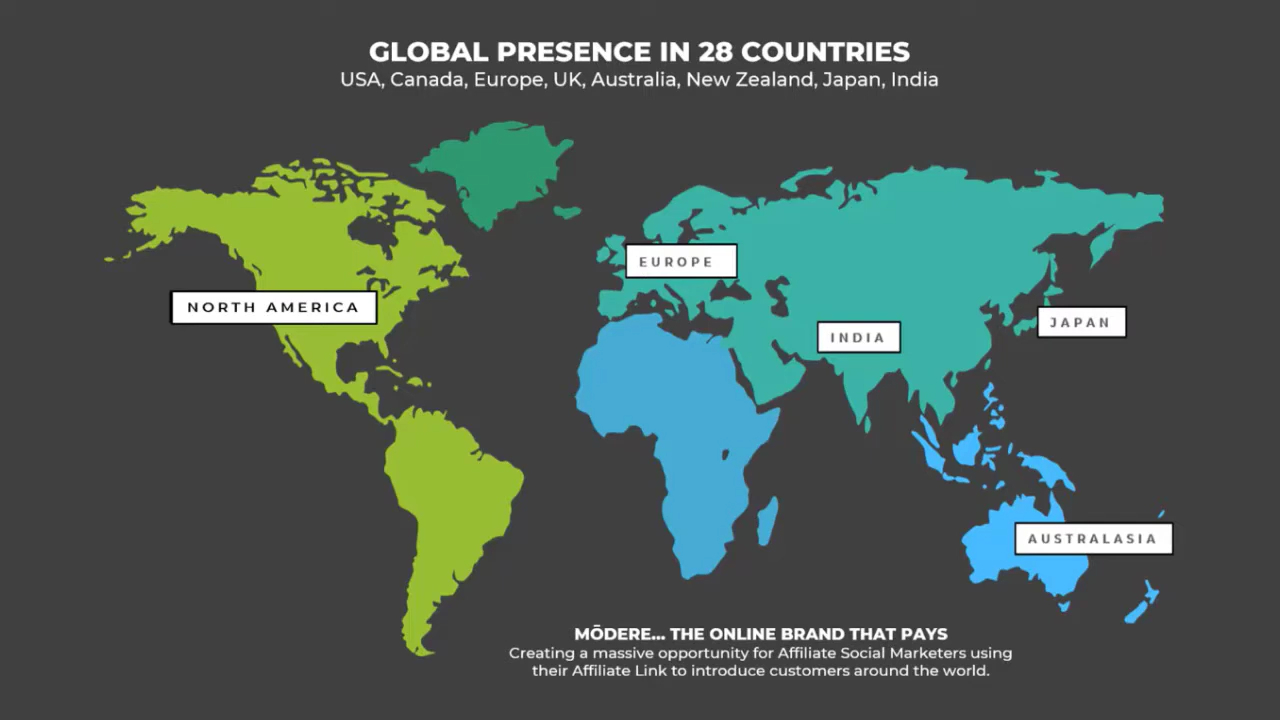 GLOBAL PRESENCE IN 28 COUNTRIES
USA, Canada, Europe, UK, Australia, New Zealand, Japan, India
EUROPE
NORTH AMERICA
JAPAN
INDIA
AUSTRALASIA
MŌDERE... THE ONLINE BRAND THAT PAYS
Creating a massive opportunity for Affiliate Social Marketers using
their Affiliate Link to introduce customers around the world.